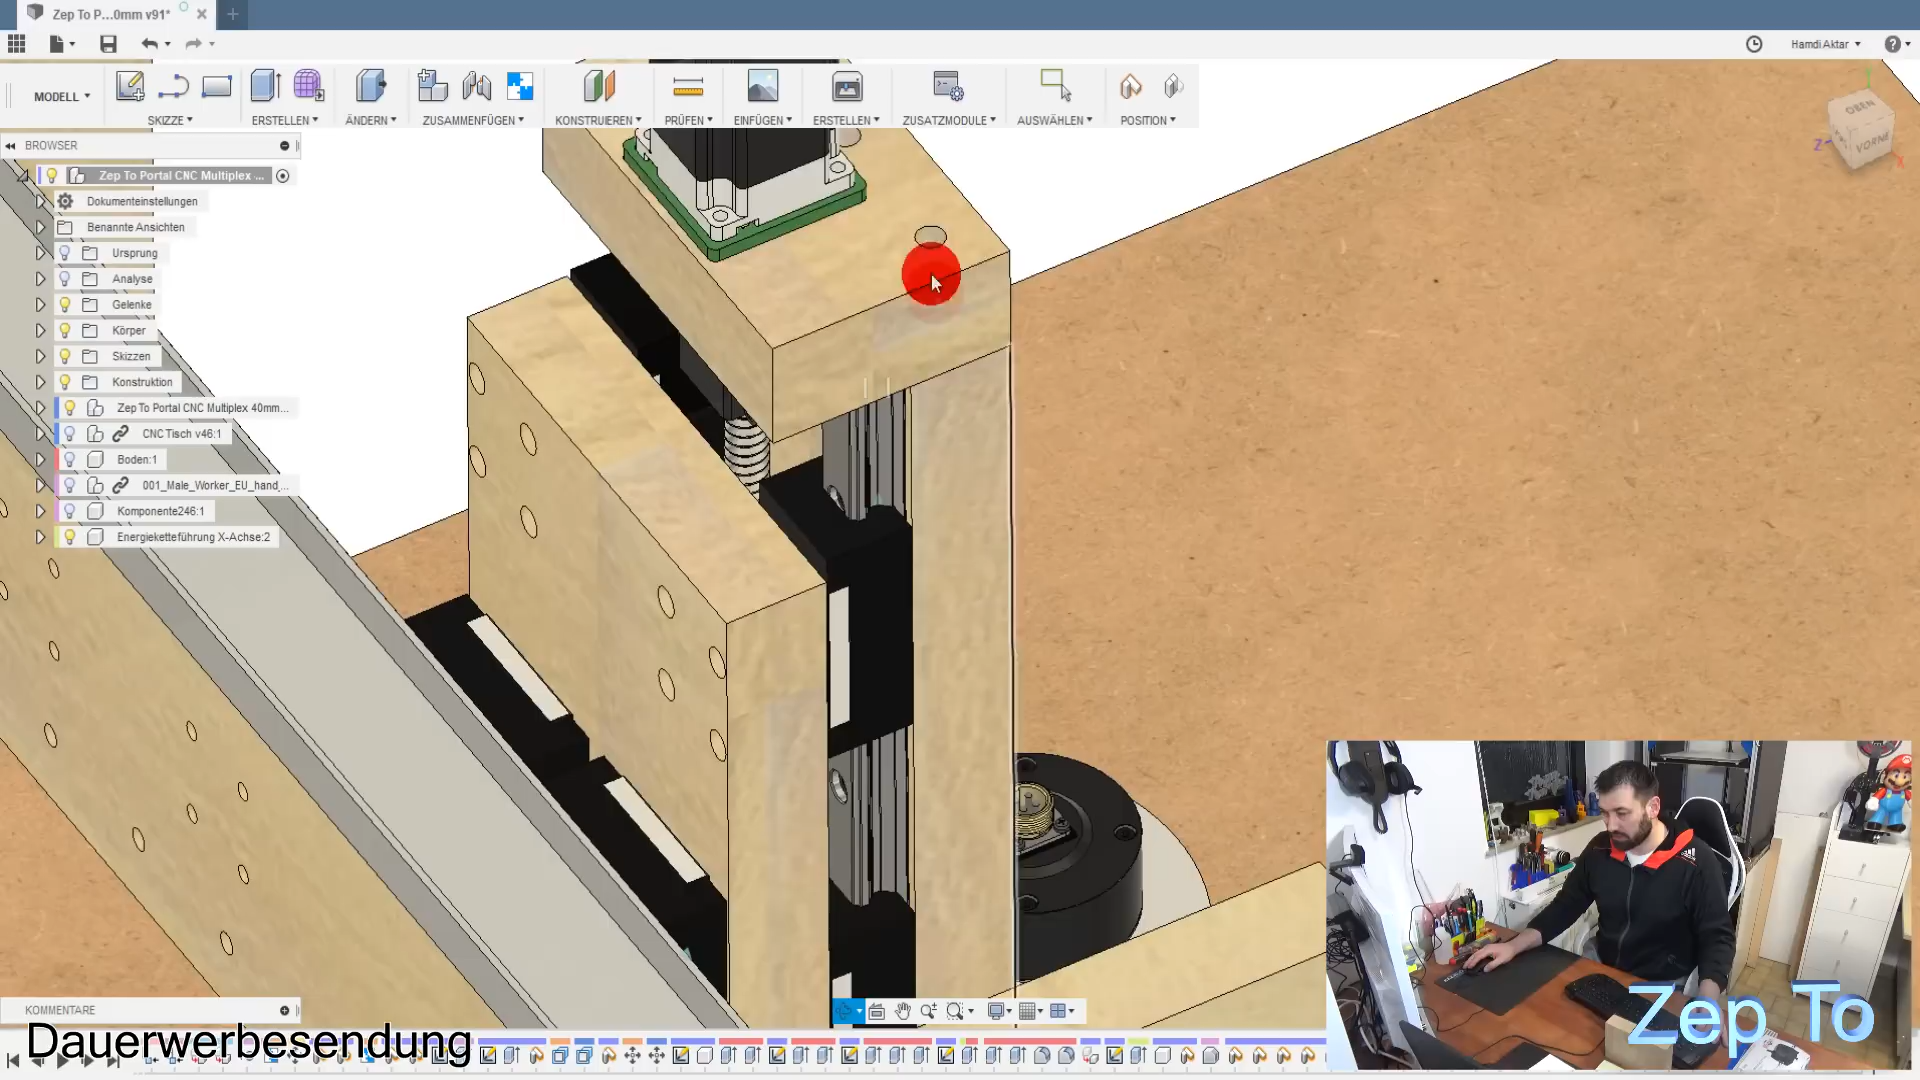 Zep To P...0mm v91*
Hamdi Aktar
MODELL
SKIZZE
ERSTELLEN
ÄNDERN
ZUSAMMENFÜGEN
KONSTRUIEREN
PRÜFEN
EINFÜGEN
ERSTELLEN
ZUSATZMODULE
AUSWÄHLEN
POSITION
OBEN
VORNE
Z
BROWSER
Zep To Portal CNC Multiplex ...
Dokumenteinstellungen
Benannte Ansichten
Ursprung
Analyse
Gelenke
Körper
Skizzen
Konstruktion
Zep To Portal CNC Multiplex 40mm...
CNC Tisch v46:1
Boden:1
001_Male_Worker_EU_hand_...
Komponente246:1
Energieketteführung X-Achse:2
KOMMENTARE
Dauerwerbesendung
Zep To